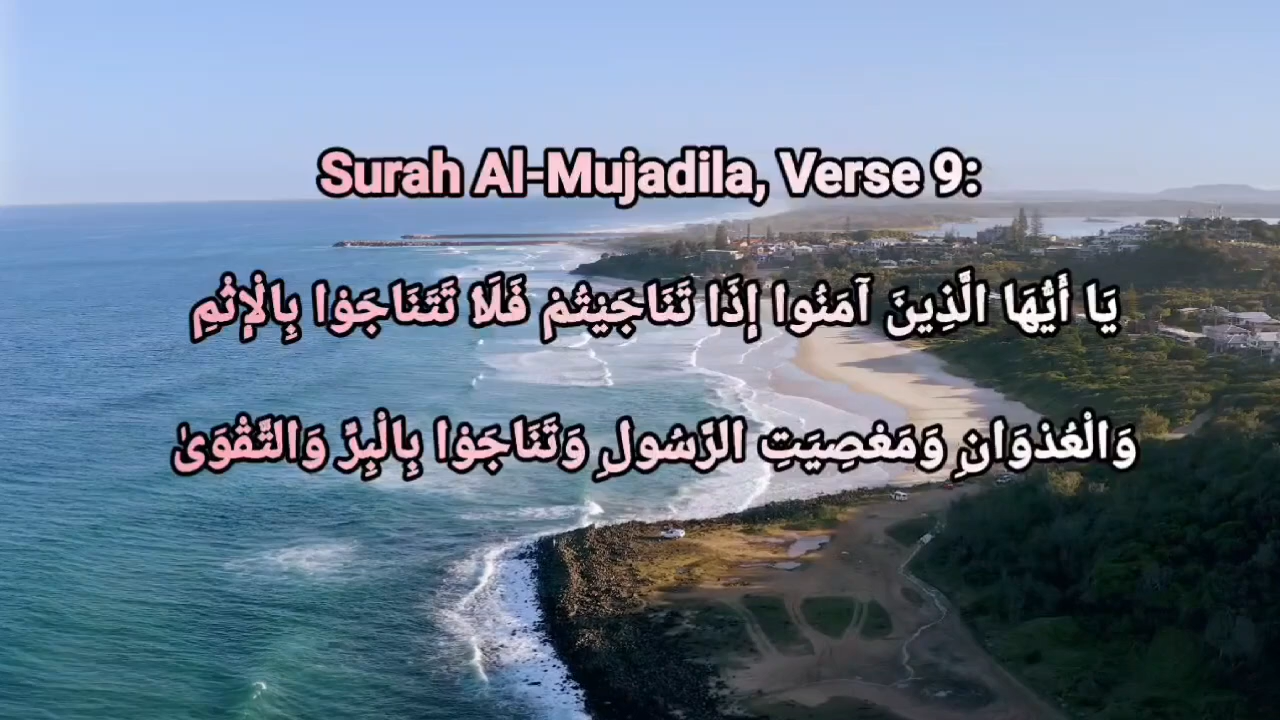 Surah Al-Mujadila, Verse 9:
يَا أَيُّهَا الَّذِينَ آمَنُوا إِذَا تَنَاجَيْتُمْ فَلَا تَتَنَاجَوْا بِالْإِثْمِ
وَالْعُدْوَانِ وَمَعْصِيَتِ الرَّسُولِ وَتَنَاجَوْا بِالْبِرِّ وَالتَّقْوَىٰ